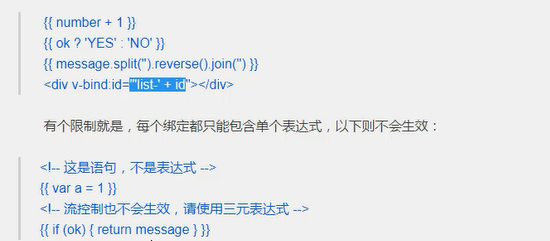 {{ number + 1 }}
{{ ok ? 'YES' : 'NO' }}
{{ message.split('').reverse().join('') }}
<div v-bind:id="'list-' + id"></div>
有个限制就是，每个绑定都只能包含单个表达式，以下则不会生效：
<!-- 这是语句，不是表达式 -->
{{ var a = 1 }}
<!-- 流控制也不会生效，请使用三元表达式 -->
{{ if (ok) { return message } }}